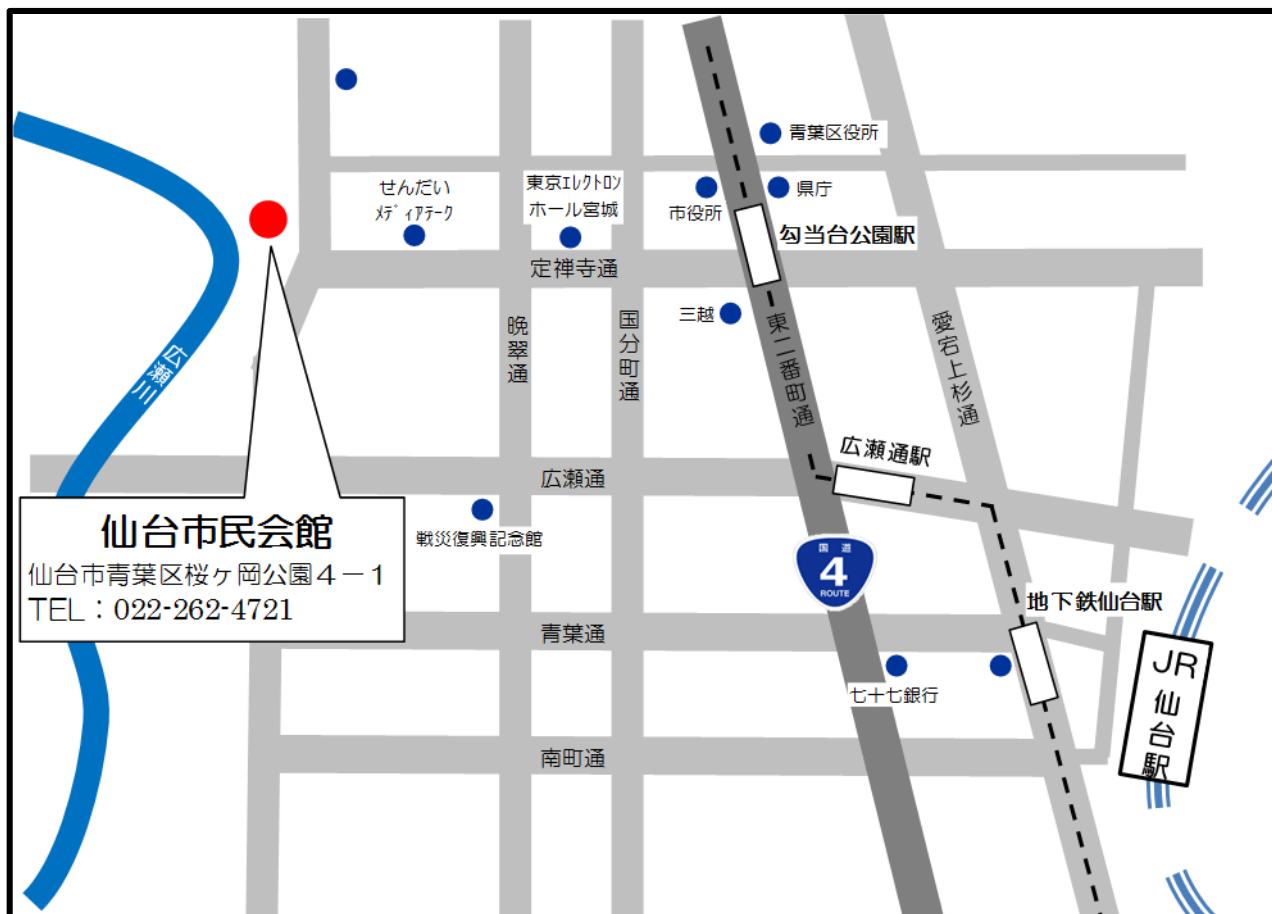 青葉区役所
せんだい
ﾒﾃﾞｨｱﾃｰｸ
東京ｴﾚｸﾄﾛﾝ
ホール宮城
市役所
県庁
勾当台公園駅
定禅寺通
三越
晩翠通
国分町通
東二番町通
愛宕上杉通
広瀬川
広瀬通駅
広瀬通
仙台市民会館
仙台市青葉区桜ヶ岡公園４－１
TEL：022-262-4721
戦災復興記念館
国道
4
ROUTE
地下鉄仙台駅
青葉通
七十七銀行
JR
仙台駅
南町通